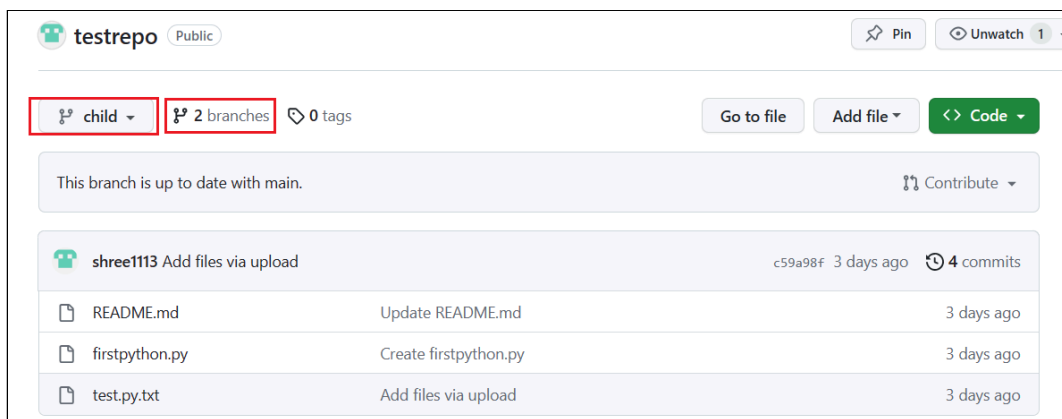 testrepo Public Pin Unwatch 1
child 2 branches 0 tags Go to file Add file <> Code
This branch is up to date with main. Contribute
shree1113 Add files via upload c59a98f 3 days ago 4 commits
README.md Update README.md 3 days ago
firstpython.py Create firstpython.py 3 days ago
test.py.txt Add files via upload 3 days ago